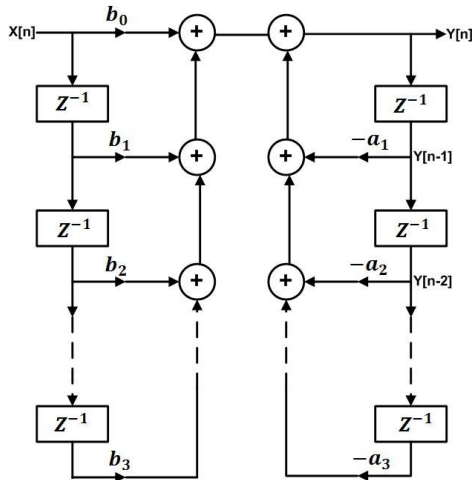 X[n] b₀ + + Y[n]
Z⁻¹ Z⁻¹
b₁ + + −a₁ Y[n-1]
Z⁻¹ Z⁻¹
b₂ + + −a₂ Y[n-2]
Z⁻¹ Z⁻¹
b₃ −a₃